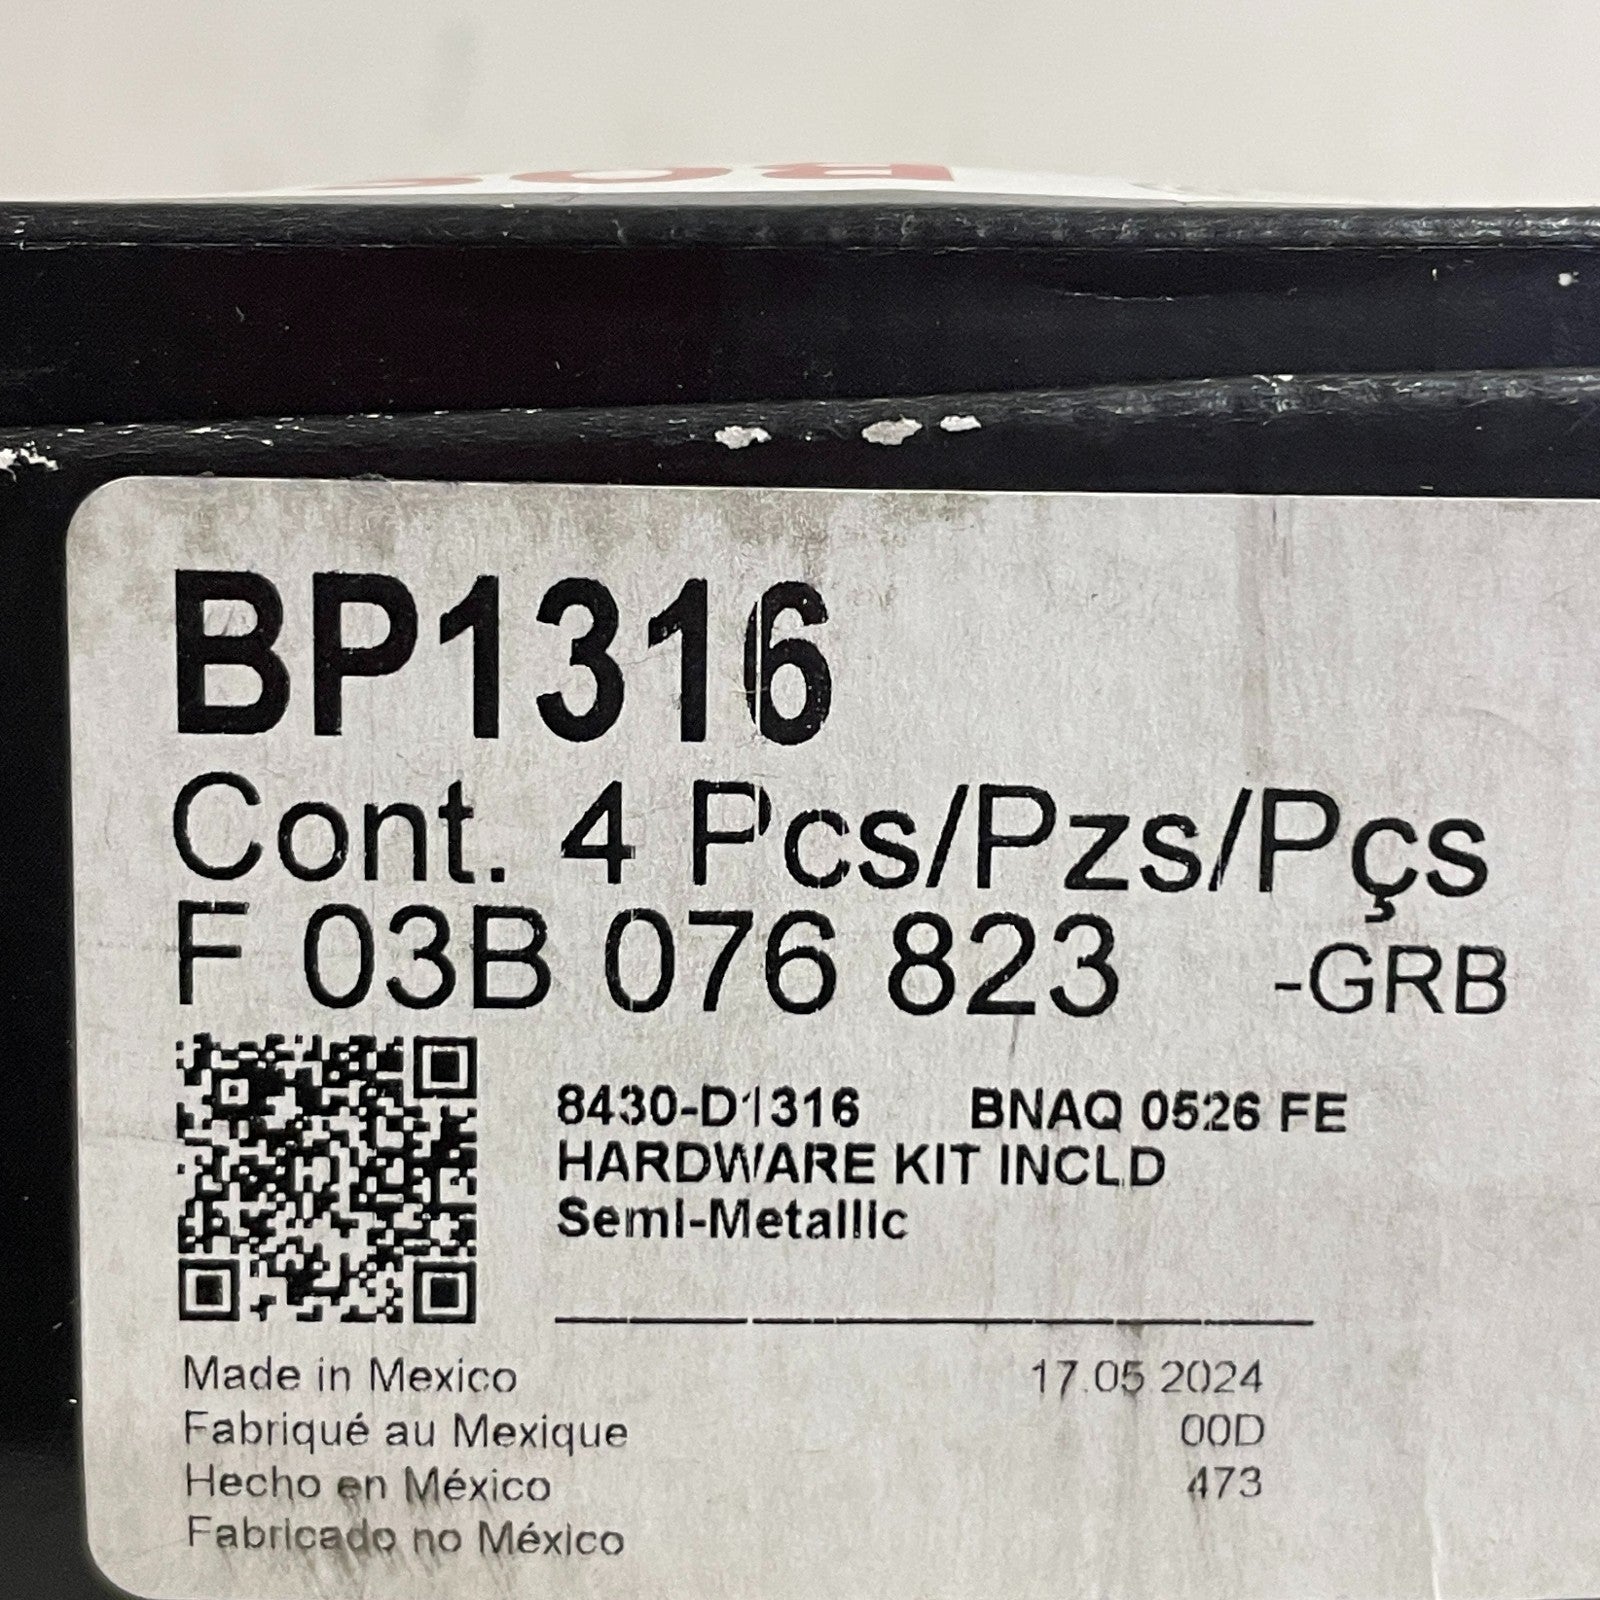 BP1316
Cont. 4 Pcs/Pzs/Pçs
F 03B 076 823 -GRB
8430-D1316 BNAQ 0526 FE
HARDWARE KIT INCLD
Semi-Metallic
Made in Mexico 17.05.2024
Fabriqué au Mexique 00D
Hecho en México 473
Fabricado no México